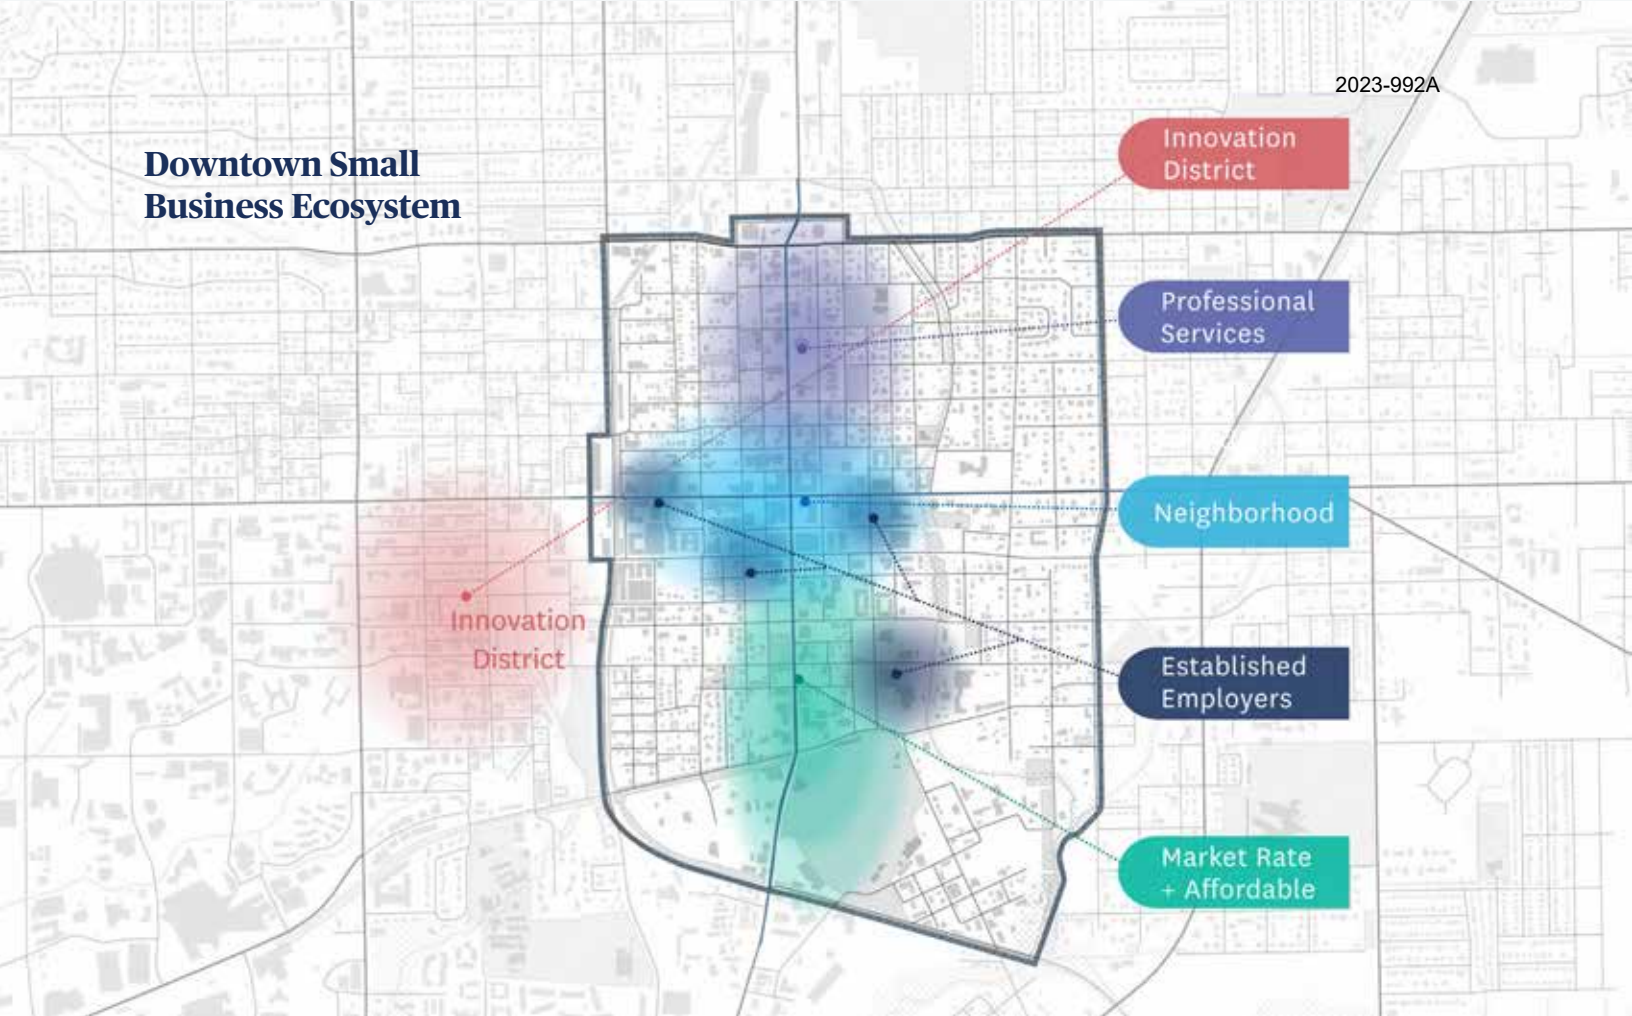 2023-992A
Downtown Small
Business Ecosystem
Innovation
District
Professional
Services
Neighborhood
Innovation
District
Established
Employers
Market Rate
+ Affordable